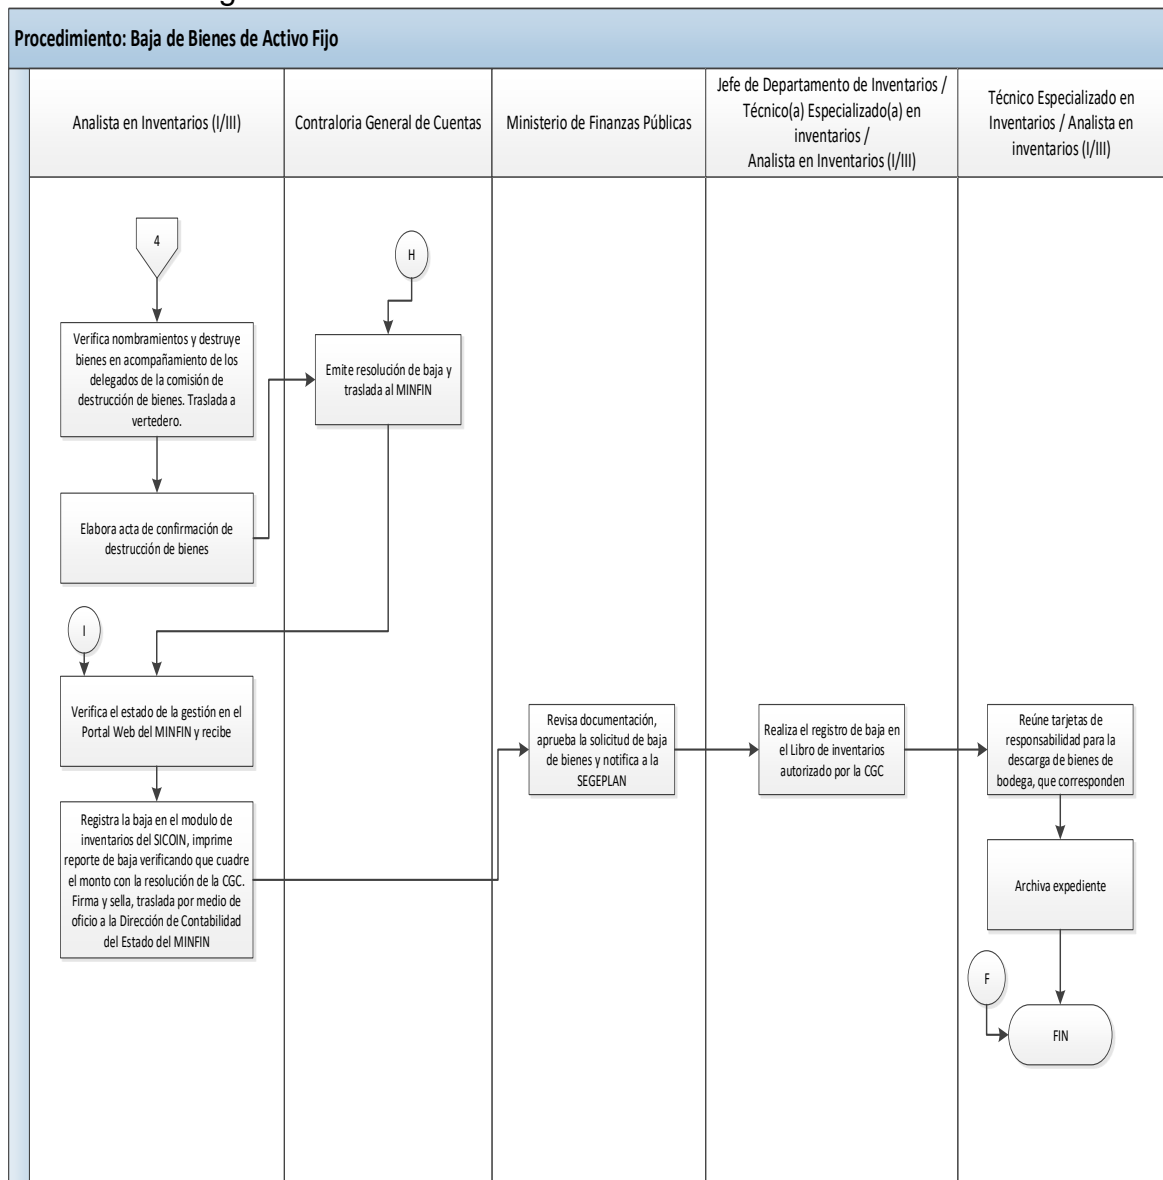 Procedimiento: Baja de Bienes de Activo Fijo
Analista en Inventarios (I/III)
Contraloria General de Cuentas
Ministerio de Finanzas Públicas
Jefe de Departamento de Inventarios /
Técnico(a) Especializado(a) en
inventarios /
Analista en Inventarios (I/III)
Técnico Especializado en
Inventarios / Analista en
inventarios (I/III)
4
H
Verifica nombramientos y destruye
bienes en acompañamiento de los
delegados de la comisión de
destrucción de bienes. Traslada a
vertedero.
Emite resolución de baja y
traslada al MINFIN
Elabora acta de confirmación de
destrucción de bienes
I
Verifica el estado de la gestión en el
Portal Web del MINFIN y recibe
Revisa documentación,
aprueba la solicitud de baja
de bienes y notifica a la
SEGEPLAN
Realiza el registro de baja en
el Libro de inventarios
autorizado por la CGC
Reúne tarjetas de
responsabilidad para la
descarga de bienes de
bodega, que corresponden
Registra la baja en el modulo de
inventarios del SICOIN, imprime
reporte de baja verificando que cuadre
el monto con la resolución de la CGC.
Firma y sella, traslada por medio de
oficio a la Dirección de Contabilidad
del Estado del MINFIN
Archiva expediente
F
FIN